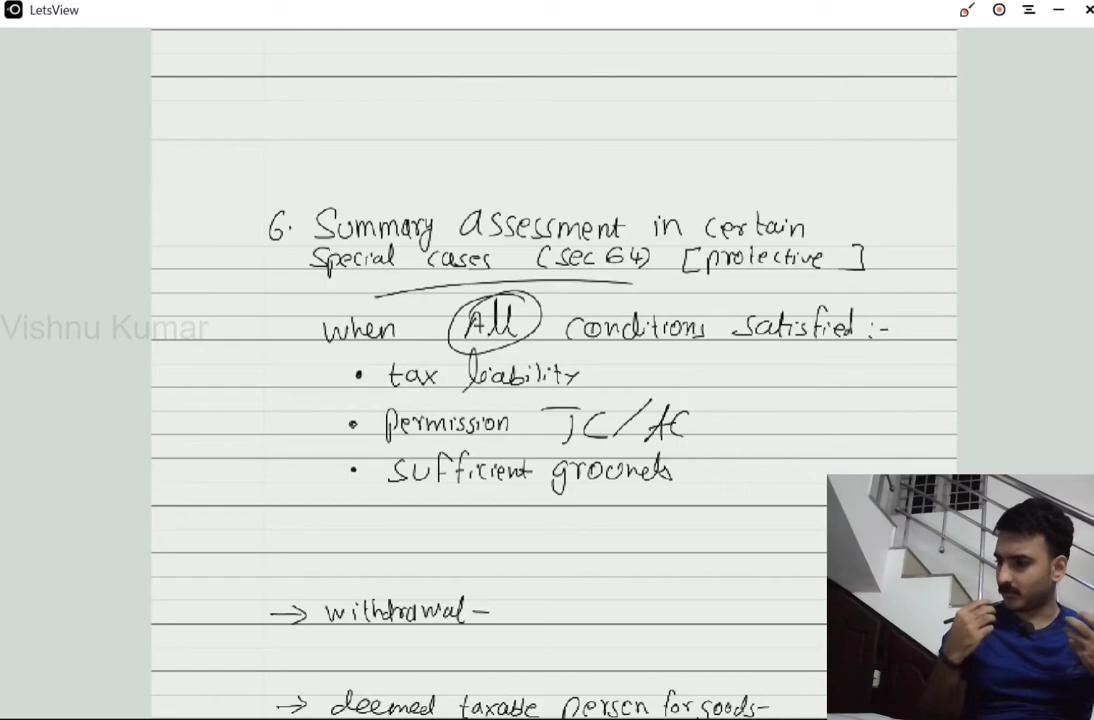 LetsView
6. Summary Assessment in certain
special cases (sec 64) [protective ]
when All conditions satisfied :-
• tax liability
• permission JC/AC
• sufficient grounds
Vishnu Kumar
→ withdrawal -
→ deemed taxable person for goods-